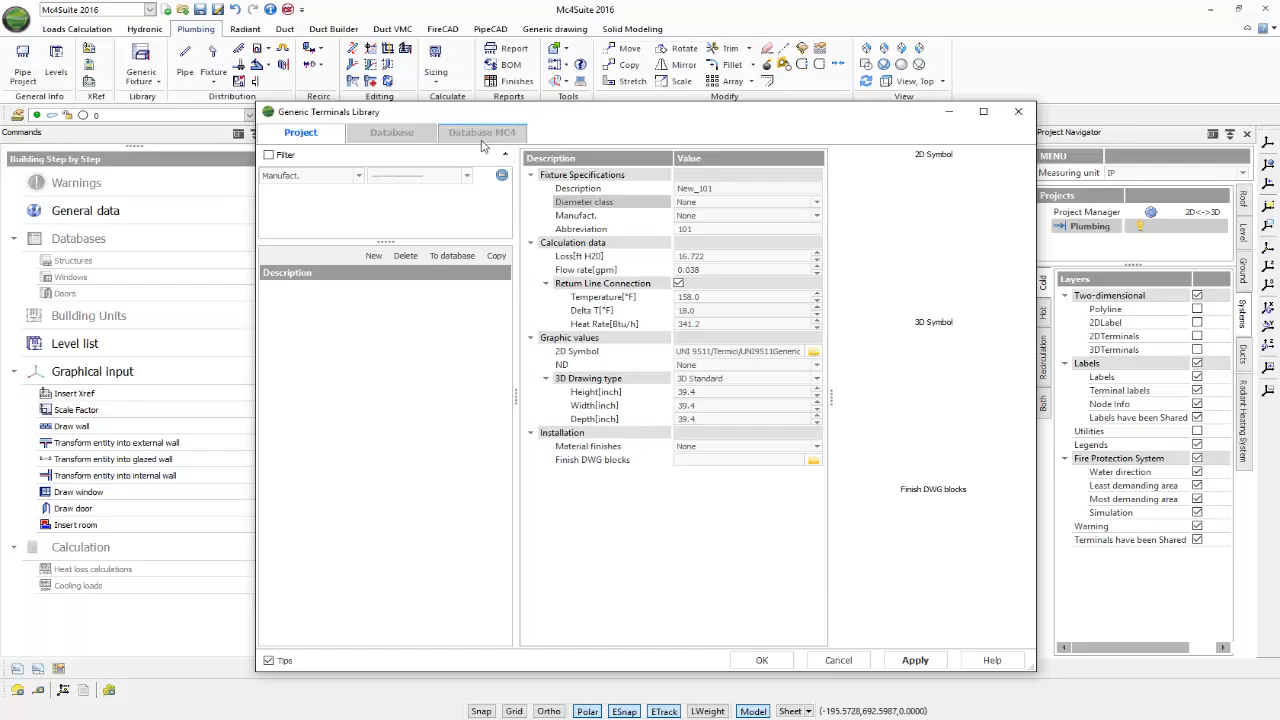 Mc4Suite 2016
Mc4Suite 2016
Loads Calculation
Hydronic
Plumbing
Radiant
Duct
Duct Builder
Duct VMC
FireCAD
PipeCAD
Generic drawing
Solid Modeling
Pipe Project
Levels
General Info
XRef
Generic Fixture
Library
Pipe
Fixture
Distribution
Recirc
Editing
Sizing
Calculate
Report
BOM
Finishes
Reports
Tools
Move
Rotate
Trim
Copy
Mirror
Fillet
Stretch
Scale
Array
Modify
View, Top
View
0
Commands
Building Step by Step
Warnings
General data
Databases
Structures
Windows
Doors
Building Units
Level list
Graphical input
Insert Xref
Scale Factor
Draw wall
Transform entity into external wall
Transform entity into glazed wall
Transform entity into internal wall
Draw window
Draw door
Insert room
Calculation
Heat loss calculations
Cooling loads
Generic Terminals Library
Project
Database
Database MC4
Filter
Manufact.
------------------
New
Delete
To database
Copy
Description
Description Value
Fixture Specifications
Description New_101
Diameter class None
Manufact. None
Abbreviation 101
Calculation data
Loss[ft H20] 16.722
Flow rate[gpm] 0.038
Return Line Connection
Temperature[°F] 158.0
Delta T[°F] 18.0
Heat Rate[Btu/h] 341.2
Graphic values
2D Symbol UNI 9511/Termici/UNI9511Generic
ND None
3D Drawing type 3D Standard
Height[inch] 39.4
Width[inch] 39.4
Depth[inch] 39.4
Installation
Material finishes None
Finish DWG blocks
2D Symbol
3D Symbol
Finish DWG blocks
Tips
OK
Cancel
Apply
Help
Project Navigator
MENU
Measuring unit IP
Projects
Project Manager 2D<->3D
Plumbing
Cold
Hot
Recirculation
Both
Layers
Two-dimensional
Polyline
2DLabel
2DTerminals
3DTerminals
Labels
Labels
Terminal labels
Node Info
Labels have been Shared
Utilities
Legends
Fire Protection System
Water direction
Least demanding area
Most demanding area
Simulation
Warning
Terminals have been Shared
Roof
Level
Ground
Systems
Ducts
Radiant Heating System
Snap
Grid
Ortho
Polar
ESnap
ETrack
LWeight
Model
Sheet
(-195.5728,692.5987,0.0000)